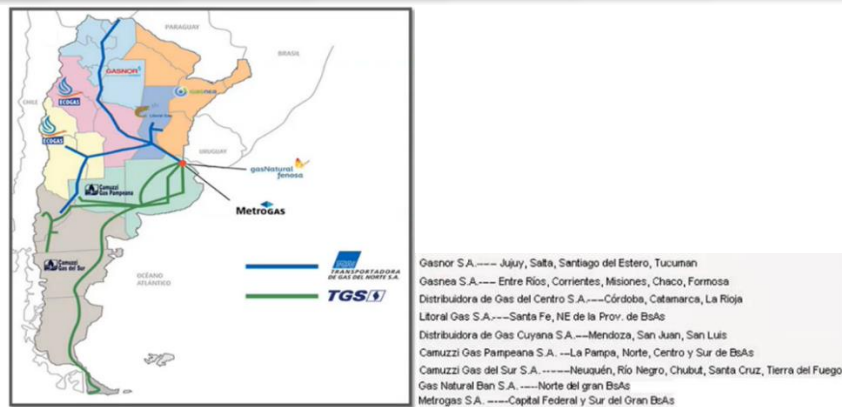 PARAGUAY
BRASIL
GASNOR
GASNEA
ECOGAS
Litoral Gas
CHILE
ECOGAS
URUGUAY
gasNatural
fenosa
Camuzzi
Gas Pampeana
METROGAS
Camuzzi
Gas del Sur
OCÉANO
ATLÁNTICO
TRANSPORTADORA
DE GAS DEL NORTE S.A.
TGS
Gasnor S.A.---- Jujuy, Salta, Santiago del Estero, Tucuman
Gasnea S.A.---- Entre Ríos, Corrientes, Misiones, Chaco, Formosa
Distribuidora de Gas del Centro S.A.----Córdoba, Catamarca, La Rioja
Litoral Gas S.A.----Santa Fe, NE de la Prov. de BsAs
Distribuidora de Gas Cuyana S.A.--Mendoza, San Juan, San Luis
Camuzzi Gas Pampeana S.A. ---La Pampa, Norte, Centro y Sur de BsAs
Camuzzi Gas del Sur S.A. ------Neuquén, Río Negro, Chubut, Santa Cruz, Tierra del Fuego
Gas Natural Ban S.A. -----Norte del gran BsAs
Metrogas S.A. -----Capital Federal y Sur del Gran BsAs